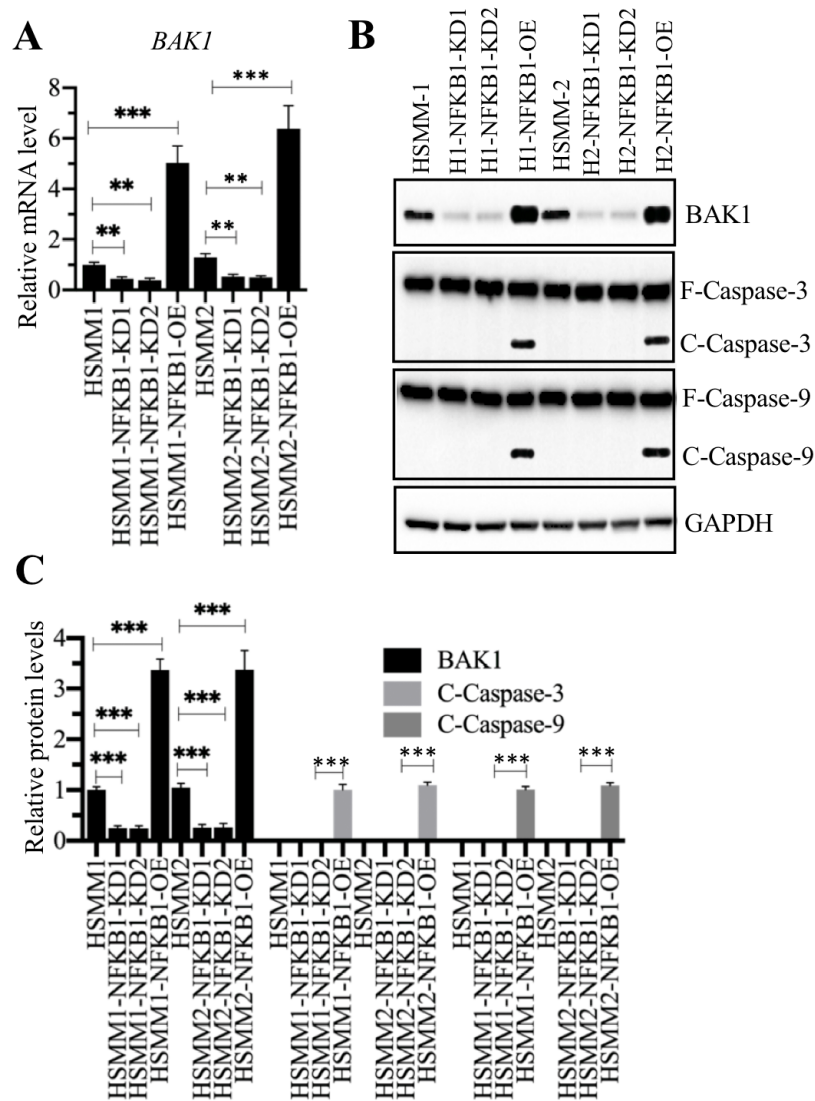 A
BAK1
Relative mRNA level
8
6
4
2
0
***
***
**
**
**
**
HSMM1
HSMM1-NFKB1-KD1
HSMM1-NFKB1-KD2
HSMM1-NFKB1-OE
HSMM2
HSMM2-NFKB1-KD1
HSMM2-NFKB1-KD2
HSMM2-NFKB1-OE
B
HSMM-1
H1-NFKB1-KD1
H1-NFKB1-KD2
H1-NFKB1-OE
HSMM-2
H2-NFKB1-KD1
H2-NFKB1-KD2
H2-NFKB1-OE
BAK1
F-Caspase-3
C-Caspase-3
F-Caspase-9
C-Caspase-9
GAPDH
C
Relative protein levels
4
3
2
1
0
***
***
***
***
***
***
***
***
***
***
BAK1
C-Caspase-3
C-Caspase-9
HSMM1
HSMM1-NFKB1-KD1
HSMM1-NFKB1-KD2
HSMM1-NFKB1-OE
HSMM2
HSMM2-NFKB1-KD1
HSMM2-NFKB1-KD2
HSMM2-NFKB1-OE
HSMM1
HSMM1-NFKB1-KD1
HSMM1-NFKB1-KD2
HSMM1-NFKB1-OE
HSMM2
HSMM2-NFKB1-KD1
HSMM2-NFKB1-KD2
HSMM2-NFKB1-OE
HSMM1
HSMM1-NFKB1-KD1
HSMM1-NFKB1-KD2
HSMM1-NFKB1-OE
HSMM2
HSMM2-NFKB1-KD1
HSMM2-NFKB1-KD2
HSMM2-NFKB1-OE